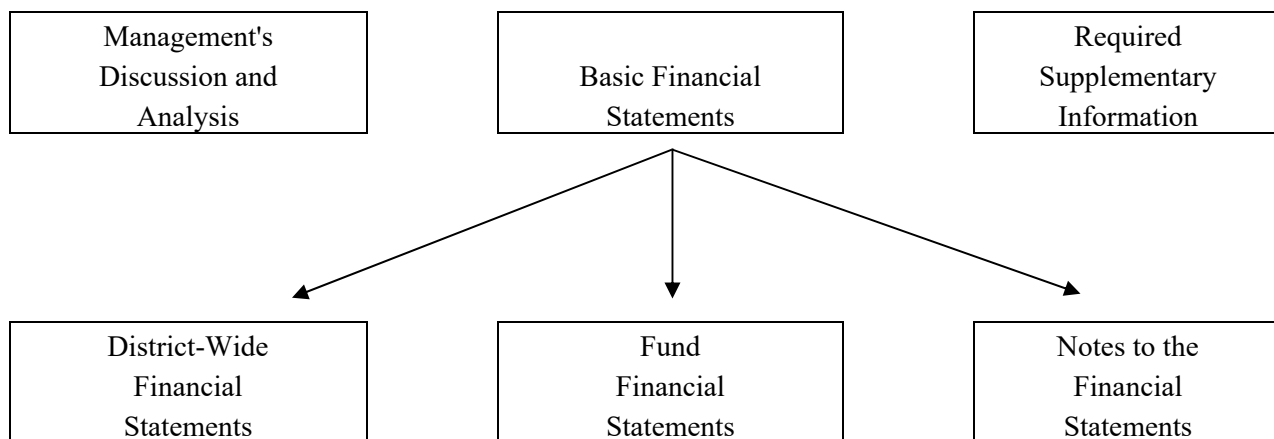 Management's
Discussion and
Analysis
Basic Financial
Statements
Required
Supplementary
Information
District-Wide
Financial
Statements
Fund
Financial
Statements
Notes to the
Financial
Statements